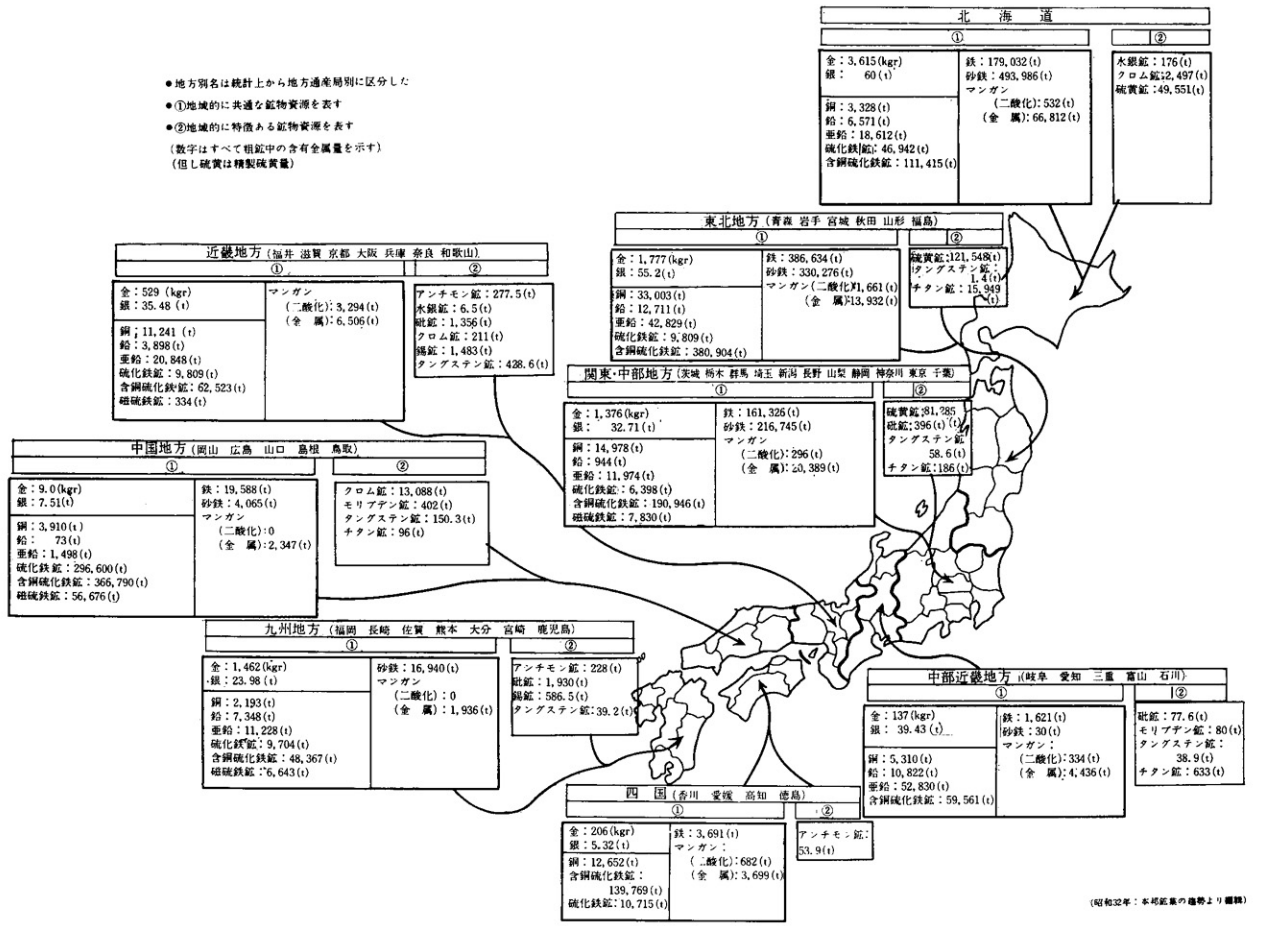 北海道
①
②
金：3,615(kgr)
銀： 60(t)
銅：3,328(t)
鉛：6,571(t)
亜鉛：18,612(t)
硫化鉄鉱：46,942(t)
含銅硫化鉄鉱：111,415(t)
鉄：179,032(t)
砂鉄：493,986(t)
マンガン
(二酸化)：532(t)
(金 属)：66,812(t)
水銀鉱：176(t)
クロム鉱：2,497(t)
硫黄鉱：49,551(t)
●地方別名は統計上から地方通産局別に区分した
●①地域的に共通な鉱物資源を表す
●②地域的に特徴ある鉱物資源を表す
(数字はすべて粗鉱中の含有金属量を示す)
(但し硫黄は精製硫黄量)
東北地方 (青森 岩手 宮城 秋田 山形 福島)
①
②
金：1,777(kgr)
銀：55.2(t)
銅：33,003(t)
鉛：12,711(t)
亜鉛：42,829(t)
硫化鉄鉱：9,809(t)
含銅硫化鉄鉱：380,904(t)
鉄：386,634(t)
砂鉄：330,276(t)
マンガン(二酸化)1,661(t)
(金 属)：13,932(t)
硫黄鉱：121,548(t)
タングステン鉱：
1.4(t)
チタン鉱：15,949
(t)
近畿地方 (福井 滋賀 京都 大阪 兵庫 奈良 和歌山)
①
②
金：529 (kgr)
銀：35.48 (t)
銅：11,241 (t)
鉛：3,898(t)
亜鉛：20,848(t)
硫化鉄鉱：9,809(t)
含銅硫化鉄鉱：62,523(t)
磁硫鉄鉱：334(t)
マンガン
(二酸化)：3,294(t)
(金 属)：6,506(t)
アンチモン鉱：277.5(t)
水銀鉱：6.5(t)
砒鉱：1,356(t)
クロム鉱：211(t)
錫鉱：1,483(t)
タングステン鉱：428.6(t)
関東・中部地方 (茨城 栃木 群馬 埼玉 新潟 長野 山梨 静岡 神奈川 東京 千葉)
①
②
金：1,376(kgr)
銀： 32.71(t)
銅：14,978(t)
鉛：944(t)
亜鉛：11,974(t)
硫化鉄鉱：6,398(t)
含銅硫化鉄鉱：190,946(t)
磁硫鉄鉱：7,830(t)
鉄：161,326(t)
砂鉄：216,745(t)
マンガン
(二酸化)：296(t)
(金 属)：20,389(t)
硫黄鉱：81,285
砒鉱：396(t) (t)
タングステン鉱
58.6(t)
チタン鉱：186(t)
中国地方 (岡山 広島 山口 島根 鳥取)
①
②
金：9.0(kgr)
銀：7.51(t)
銅：3,910(t)
鉛： 73(t)
亜鉛：1,498(t)
硫化鉄鉱：296,600(t)
含銅硫化鉄鉱：366,790(t)
磁硫鉄鉱：56,676(t)
鉄：19,588(t)
砂鉄：4,065(t)
マンガン
(二酸化)：0
(金 属)：2,347(t)
クロム鉱：13,088(t)
モリブデン鉱：402(t)
タングステン鉱：150.3(t)
チタン鉱：96(t)
九州地方 (福岡 長崎 佐賀 熊本 大分 宮崎 鹿児島)
①
②
金：1,462(kgr)
銀：23.98(t)
銅：2,193(t)
鉛：7,348(t)
亜鉛：11,228(t)
硫化鉄鉱：9,704(t)
含銅硫化鉄鉱：48,367(t)
磁硫鉄鉱：6,643(t)
砂鉄：16,940(t)
マンガン
(二酸化)：0
(金 属)：1,936(t)
アンチモン鉱：228(t)
砒鉱：1,930(t)
錫鉱：586.5(t)
タングステン鉱：39.2(t)
中部近畿地方 (岐阜 愛知 三重 富山 石川)
①
②
金：137(kgr)
銀：39.43(t)
銅：5,310(t)
鉛：10,822(t)
亜鉛：52,830(t)
含銅硫化鉄鉱：59,561(t)
鉄：1,621(t)
砂鉄：30(t)
マンガン：
(二酸化)：334(t)
(金 属)：4,436(t)
砒鉱：77.6(t)
モリブデン鉱：80(t)
タングステン鉱：
38.9(t)
チタン鉱：633(t)
四国 (香川 愛媛 高知 徳島)
①
②
金：206(kgr)
銀：5.32(t)
銅：12,652(t)
含銅硫化鉄鉱：
139,769(t)
硫化鉄鉱：10,715(t)
鉄：3,691(t)
マンガン：
(二酸化)：682(t)
(金 属)：3,699(t)
アンチモン鉱：
53.9(t)
(昭和32年：本邦鉱業の趨勢より編輯)